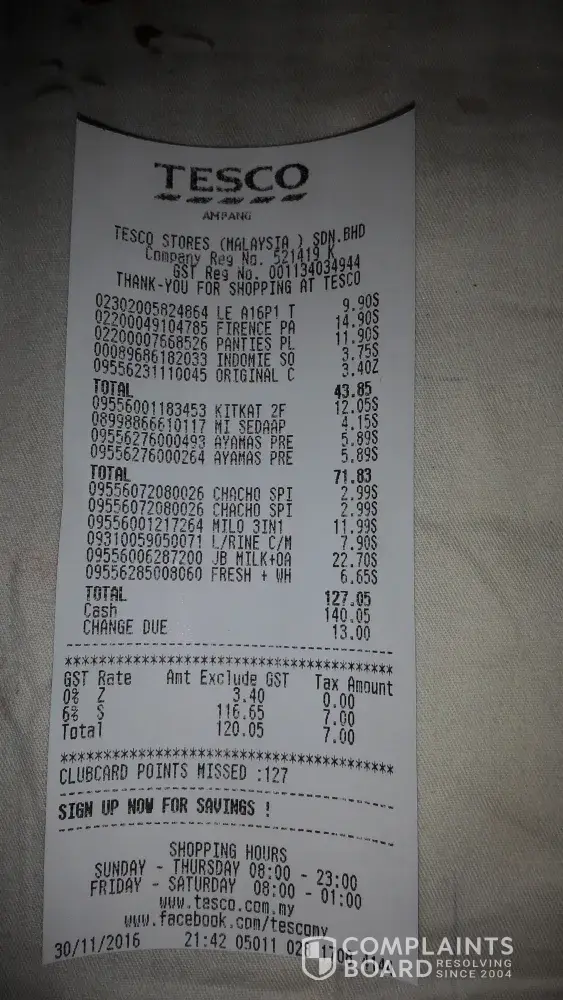 TESCO
AMPANG
TESCO STORES (MALAYSIA ) SDN.BHD
Company Reg No. 521419 K
GST Reg No. 001134034944
THANK-YOU FOR SHOPPING AT TESCO
02302005824864 LE A16P1 T 9.90S
02200049104785 FIRENCE PA 14.90S
02200007668526 PANTIES PL 11.90S
00089686182033 INDOMIE SO 3.75S
09556231110045 ORIGINAL C 3.40Z
TOTAL 43.85
09556001183453 KITKAT 2F 12.05S
08998866610117 MI SEDAAP 4.15S
09556276000493 AYAMAS PRE 5.89S
09556276000264 AYAMAS PRE 5.89S
TOTAL 71.83
09556072080026 CHACHO SPI 2.99S
09556072080026 CHACHO SPI 2.99S
09556001217264 MILO 3IN1 11.99S
09310059050071 L/RINE C/M 7.90S
09556006287200 JB MILK+OA 22.70S
09556285008060 FRESH + WH 6.65S
TOTAL 127.05
Cash 140.05
CHANGE DUE 13.00
GST Rate Amt Exclude GST Tax Amount
0% Z 3.40 0.00
6% S 116.65 7.00
Total 120.05 7.00
CLUBCARD POINTS MISSED :127
SIGN UP NOW FOR SAVINGS !
SHOPPING HOURS
SUNDAY - THURSDAY 08:00 - 23:00
FRIDAY - SATURDAY 08:00 - 01:00
www.tesco.com.my
www.facebook.com/tescomy
30/11/2016 21:42 05011
COMPLAINTS
BOARD RESOLVING SINCE 2004